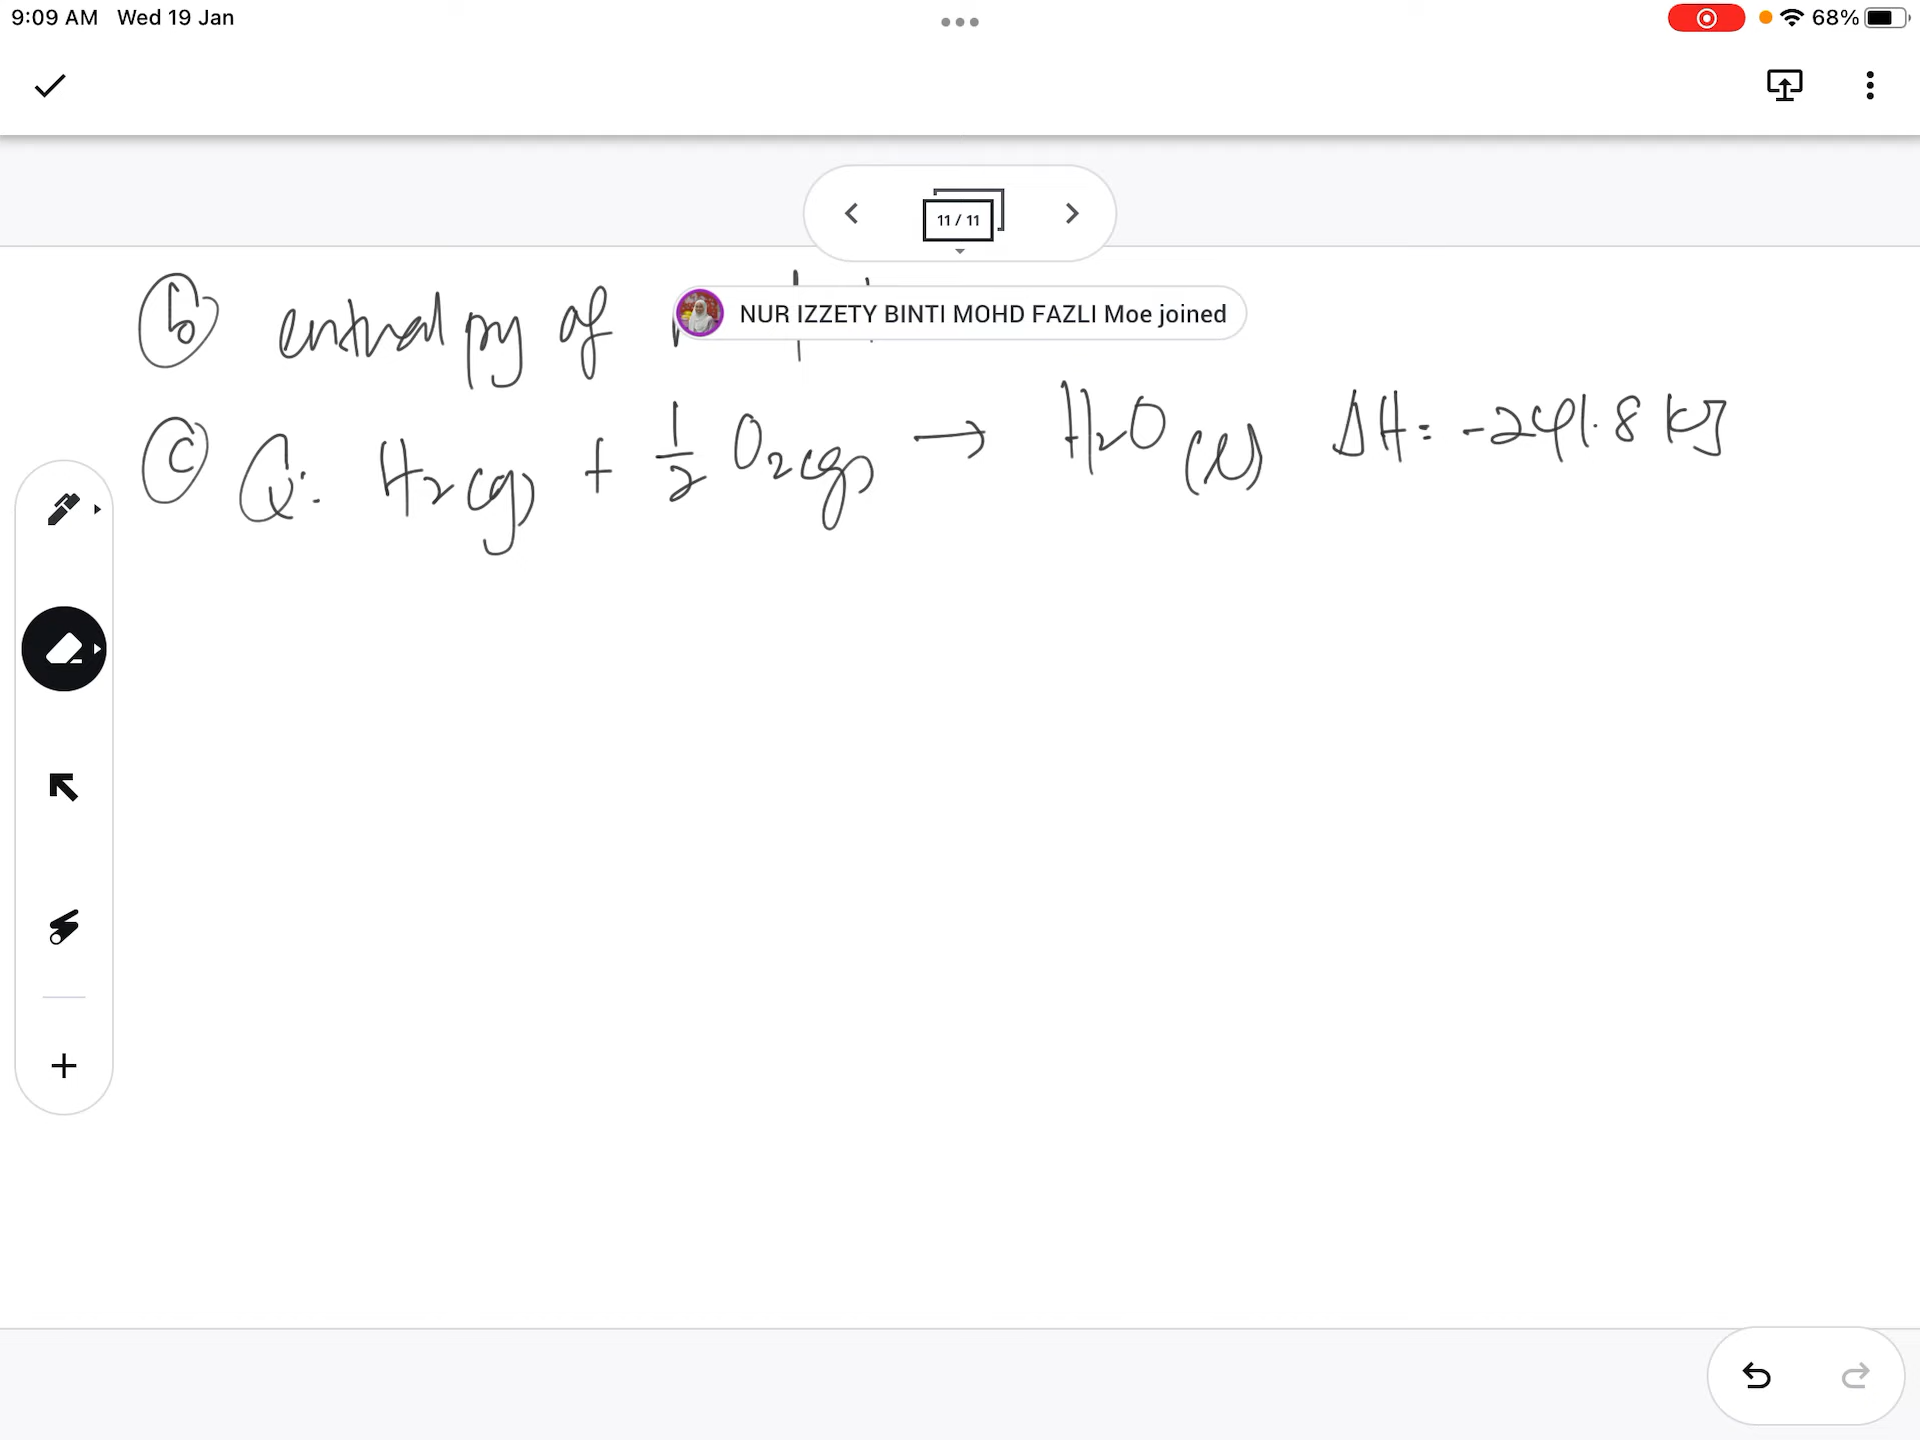 9:09 AM Wed 19 Jan
68%
11 / 11
NUR IZZETY BINTI MOHD FAZLI Moe joined
(b) enthalpy of
(c) Q: H₂(g) + 1/2 O₂(g) → H₂O (l) ΔH = -241.8 kJ